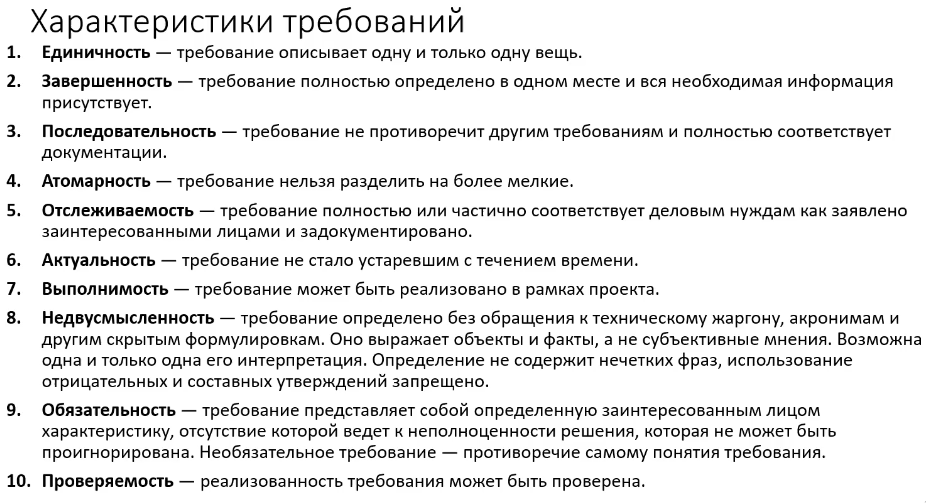 Характеристики требований
1. Единичность — требование описывает одну и только одну вещь.
2. Завершенность — требование полностью определено в одном месте и вся необходимая информация
присутствует.
3. Последовательность — требование не противоречит другим требованиям и полностью соответствует
документации.
4. Атомарность — требование нельзя разделить на более мелкие.
5. Отслеживаемость — требование полностью или частично соответствует деловым нуждам как заявлено
заинтересованными лицами и задокументировано.
6. Актуальность — требование не стало устаревшим с течением времени.
7. Выполнимость — требование может быть реализовано в рамках проекта.
8. Недвусмысленность — требование определено без обращения к техническому жаргону, акронимам и
другим скрытым формулировкам. Оно выражает объекты и факты, а не субъективные мнения. Возможна
одна и только одна его интерпретация. Определение не содержит нечетких фраз, использование
отрицательных и составных утверждений запрещено.
9. Обязательность — требование представляет собой определенную заинтересованным лицом
характеристику, отсутствие которой ведет к неполноценности решения, которая не может быть
проигнорирована. Необязательное требование — противоречие самому понятия требования.
10. Проверяемость — реализованность требования может быть проверена.